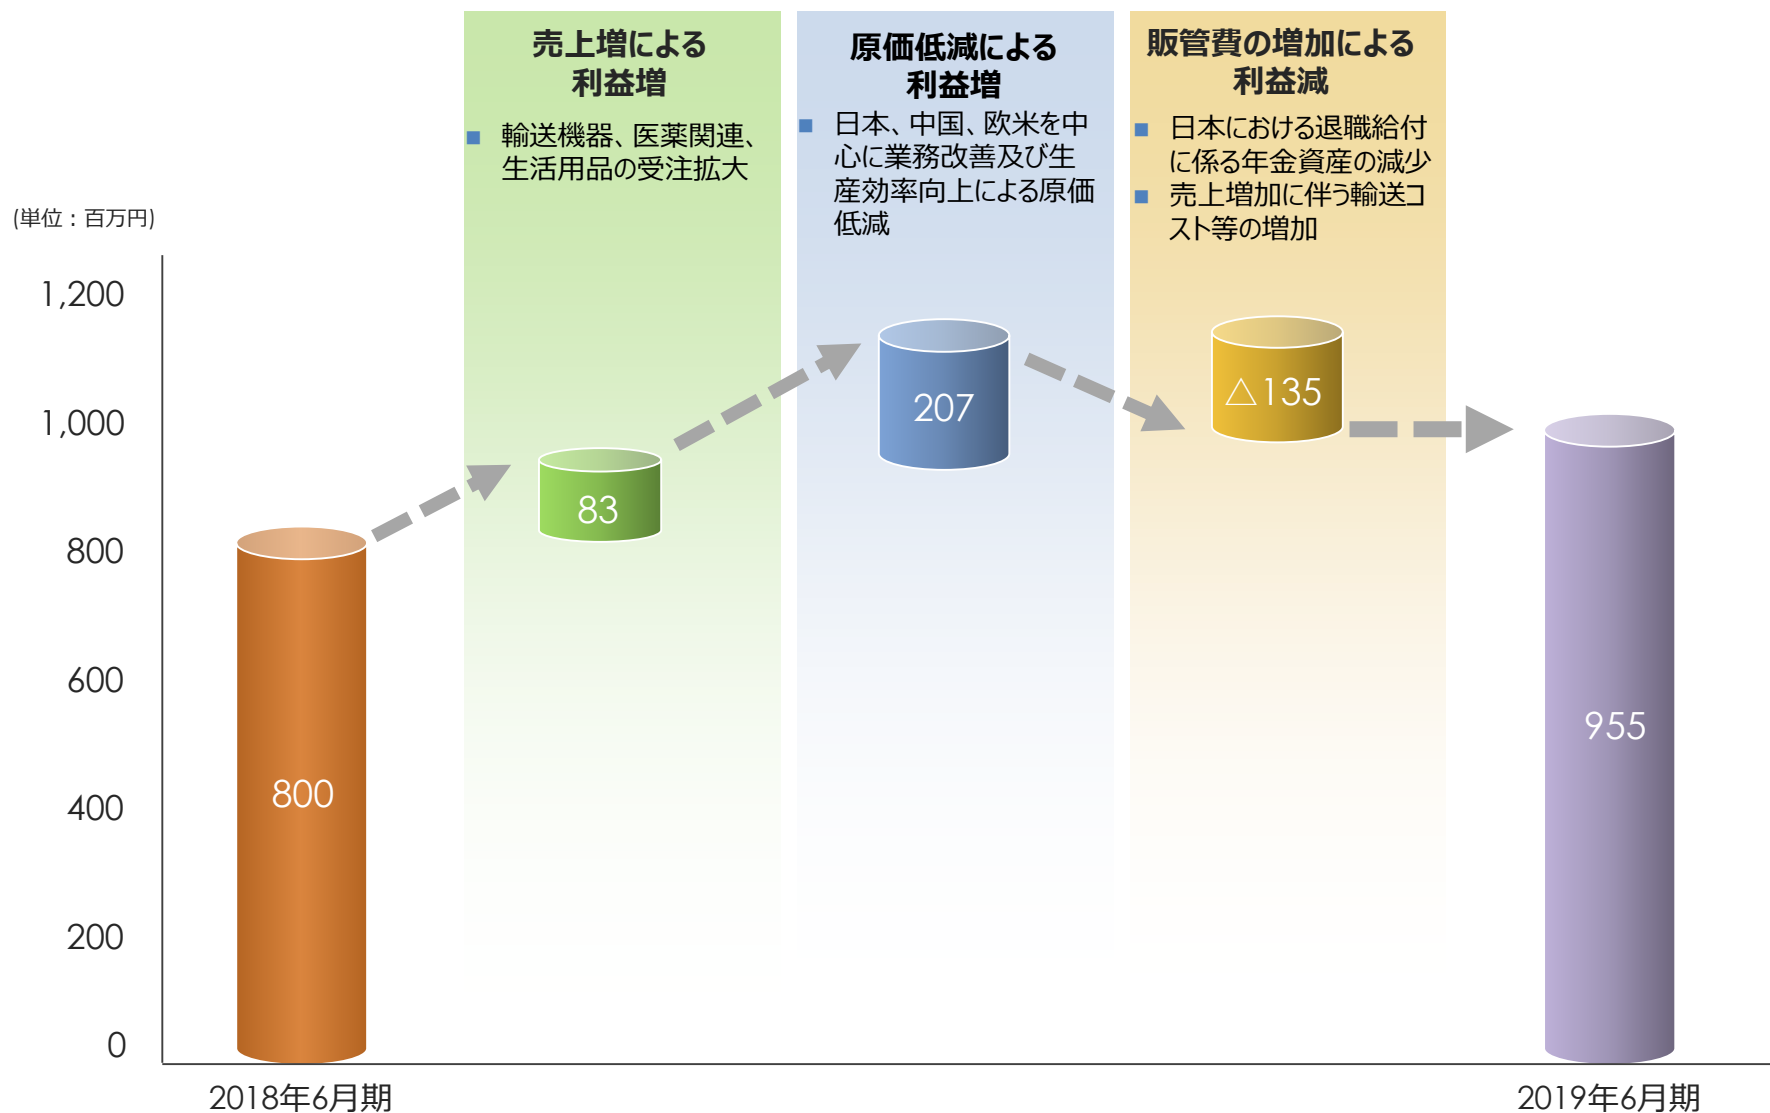 売上増による
利益増
輸送機器、医薬関連、
生活用品の受注拡大
原価低減による
利益増
日本、中国、欧米を中
心に業務改善及び生
産効率向上による原価
低減
販管費の増加による
利益減
日本における退職給付
に係る年金資産の減少
売上増加に伴う輸送コ
スト等の増加
(単位：百万円)
1,200
1,000
800
600
400
200
0
800
83
207
△135
955
2018年6月期
2019年6月期